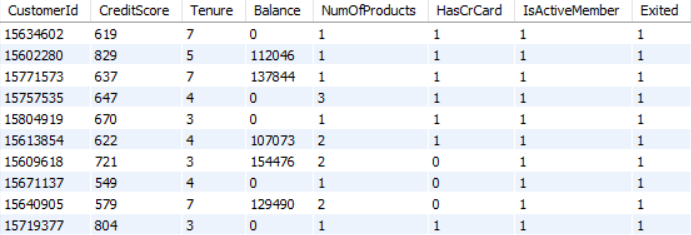 CustomerId CreditScore Tenure Balance NumOfProducts HasCrCard IsActiveMember Exited
15634602 619 7 0 1 1 1 1
15602280 829 5 112046 1 1 1 1
15771573 637 7 137844 1 1 1 1
15757535 647 4 0 3 1 1 1
15804919 670 3 0 1 1 1 1
15613854 622 4 107073 2 1 1 1
15609618 721 3 154476 2 0 1 1
15671137 549 4 0 1 0 1 1
15640905 579 7 129490 2 0 1 1
15719377 804 3 0 1 1 1 1